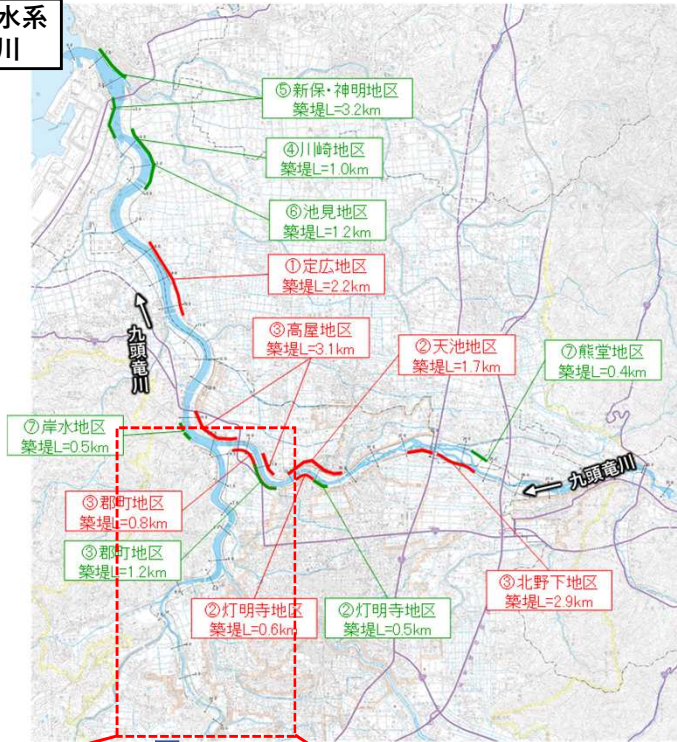 水系
川
⑤新保・神明地区
築堤L=3.2km
④川崎地区
築堤L=1.0km
⑥池見地区
築堤L=1.2km
①定広地区
築堤L=2.2km
③高屋地区
築堤L=3.1km
②天池地区
築堤L=1.7km
⑦熊堂地区
築堤L=0.4km
九頭竜川
⑦岸水地区
築堤L=0.5km
九頭竜川
③郡町地区
築堤L=0.8km
③郡町地区
築堤L=1.2km
②灯明寺地区
築堤L=0.6km
②灯明寺地区
築堤L=0.5km
③北野下地区
築堤L=2.9km